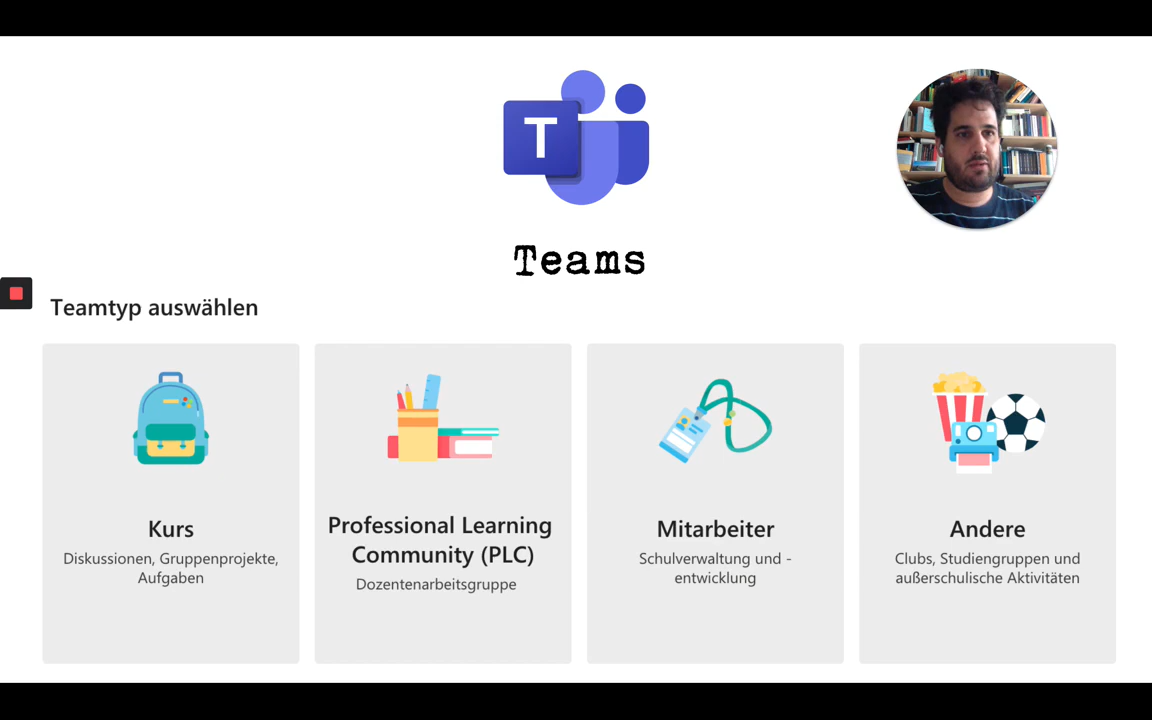 T
Teams
Teamtyp auswählen
Kurs
Diskussionen, Gruppenprojekte,
Aufgaben
Professional Learning
Community (PLC)
Dozentenarbeitsgruppe
Mitarbeiter
Schulverwaltung und -
entwicklung
Andere
Clubs, Studiengruppen und
außerschulische Aktivitäten